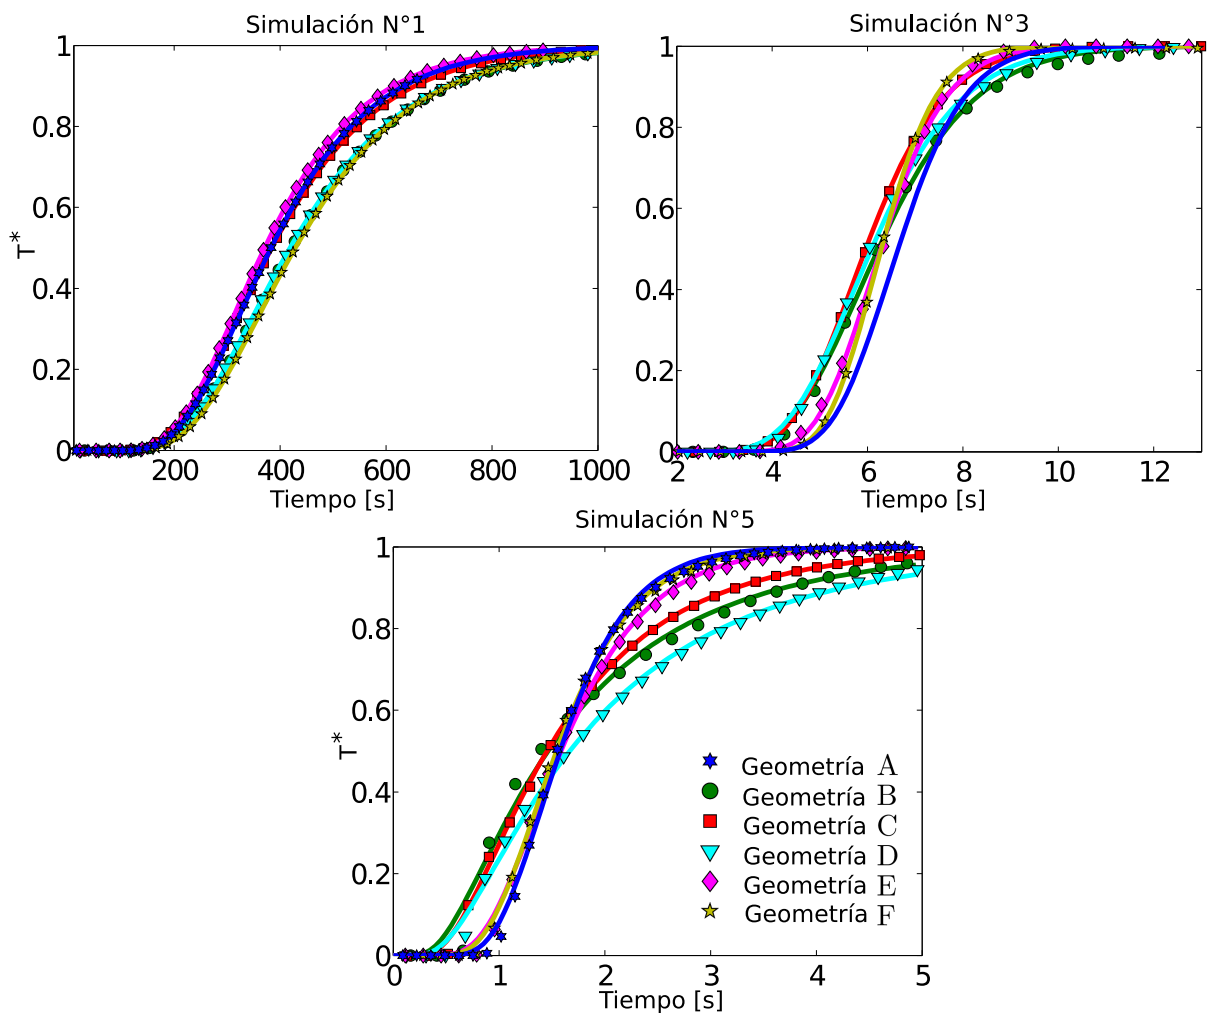 Simulación N°1
1
0.8
0.6
0.4
0.2
0
T*
200
400
600
800
1000
Tiempo [s]
Simulación N°3
1
0.8
0.6
0.4
0.2
0
2
4
6
8
10
12
Tiempo [s]
Simulación N°5
1
0.8
0.6
0.4
0.2
0
T*
0
1
2
3
4
5
Tiempo [s]
Geometría A
Geometría B
Geometría C
Geometría D
Geometría E
Geometría F